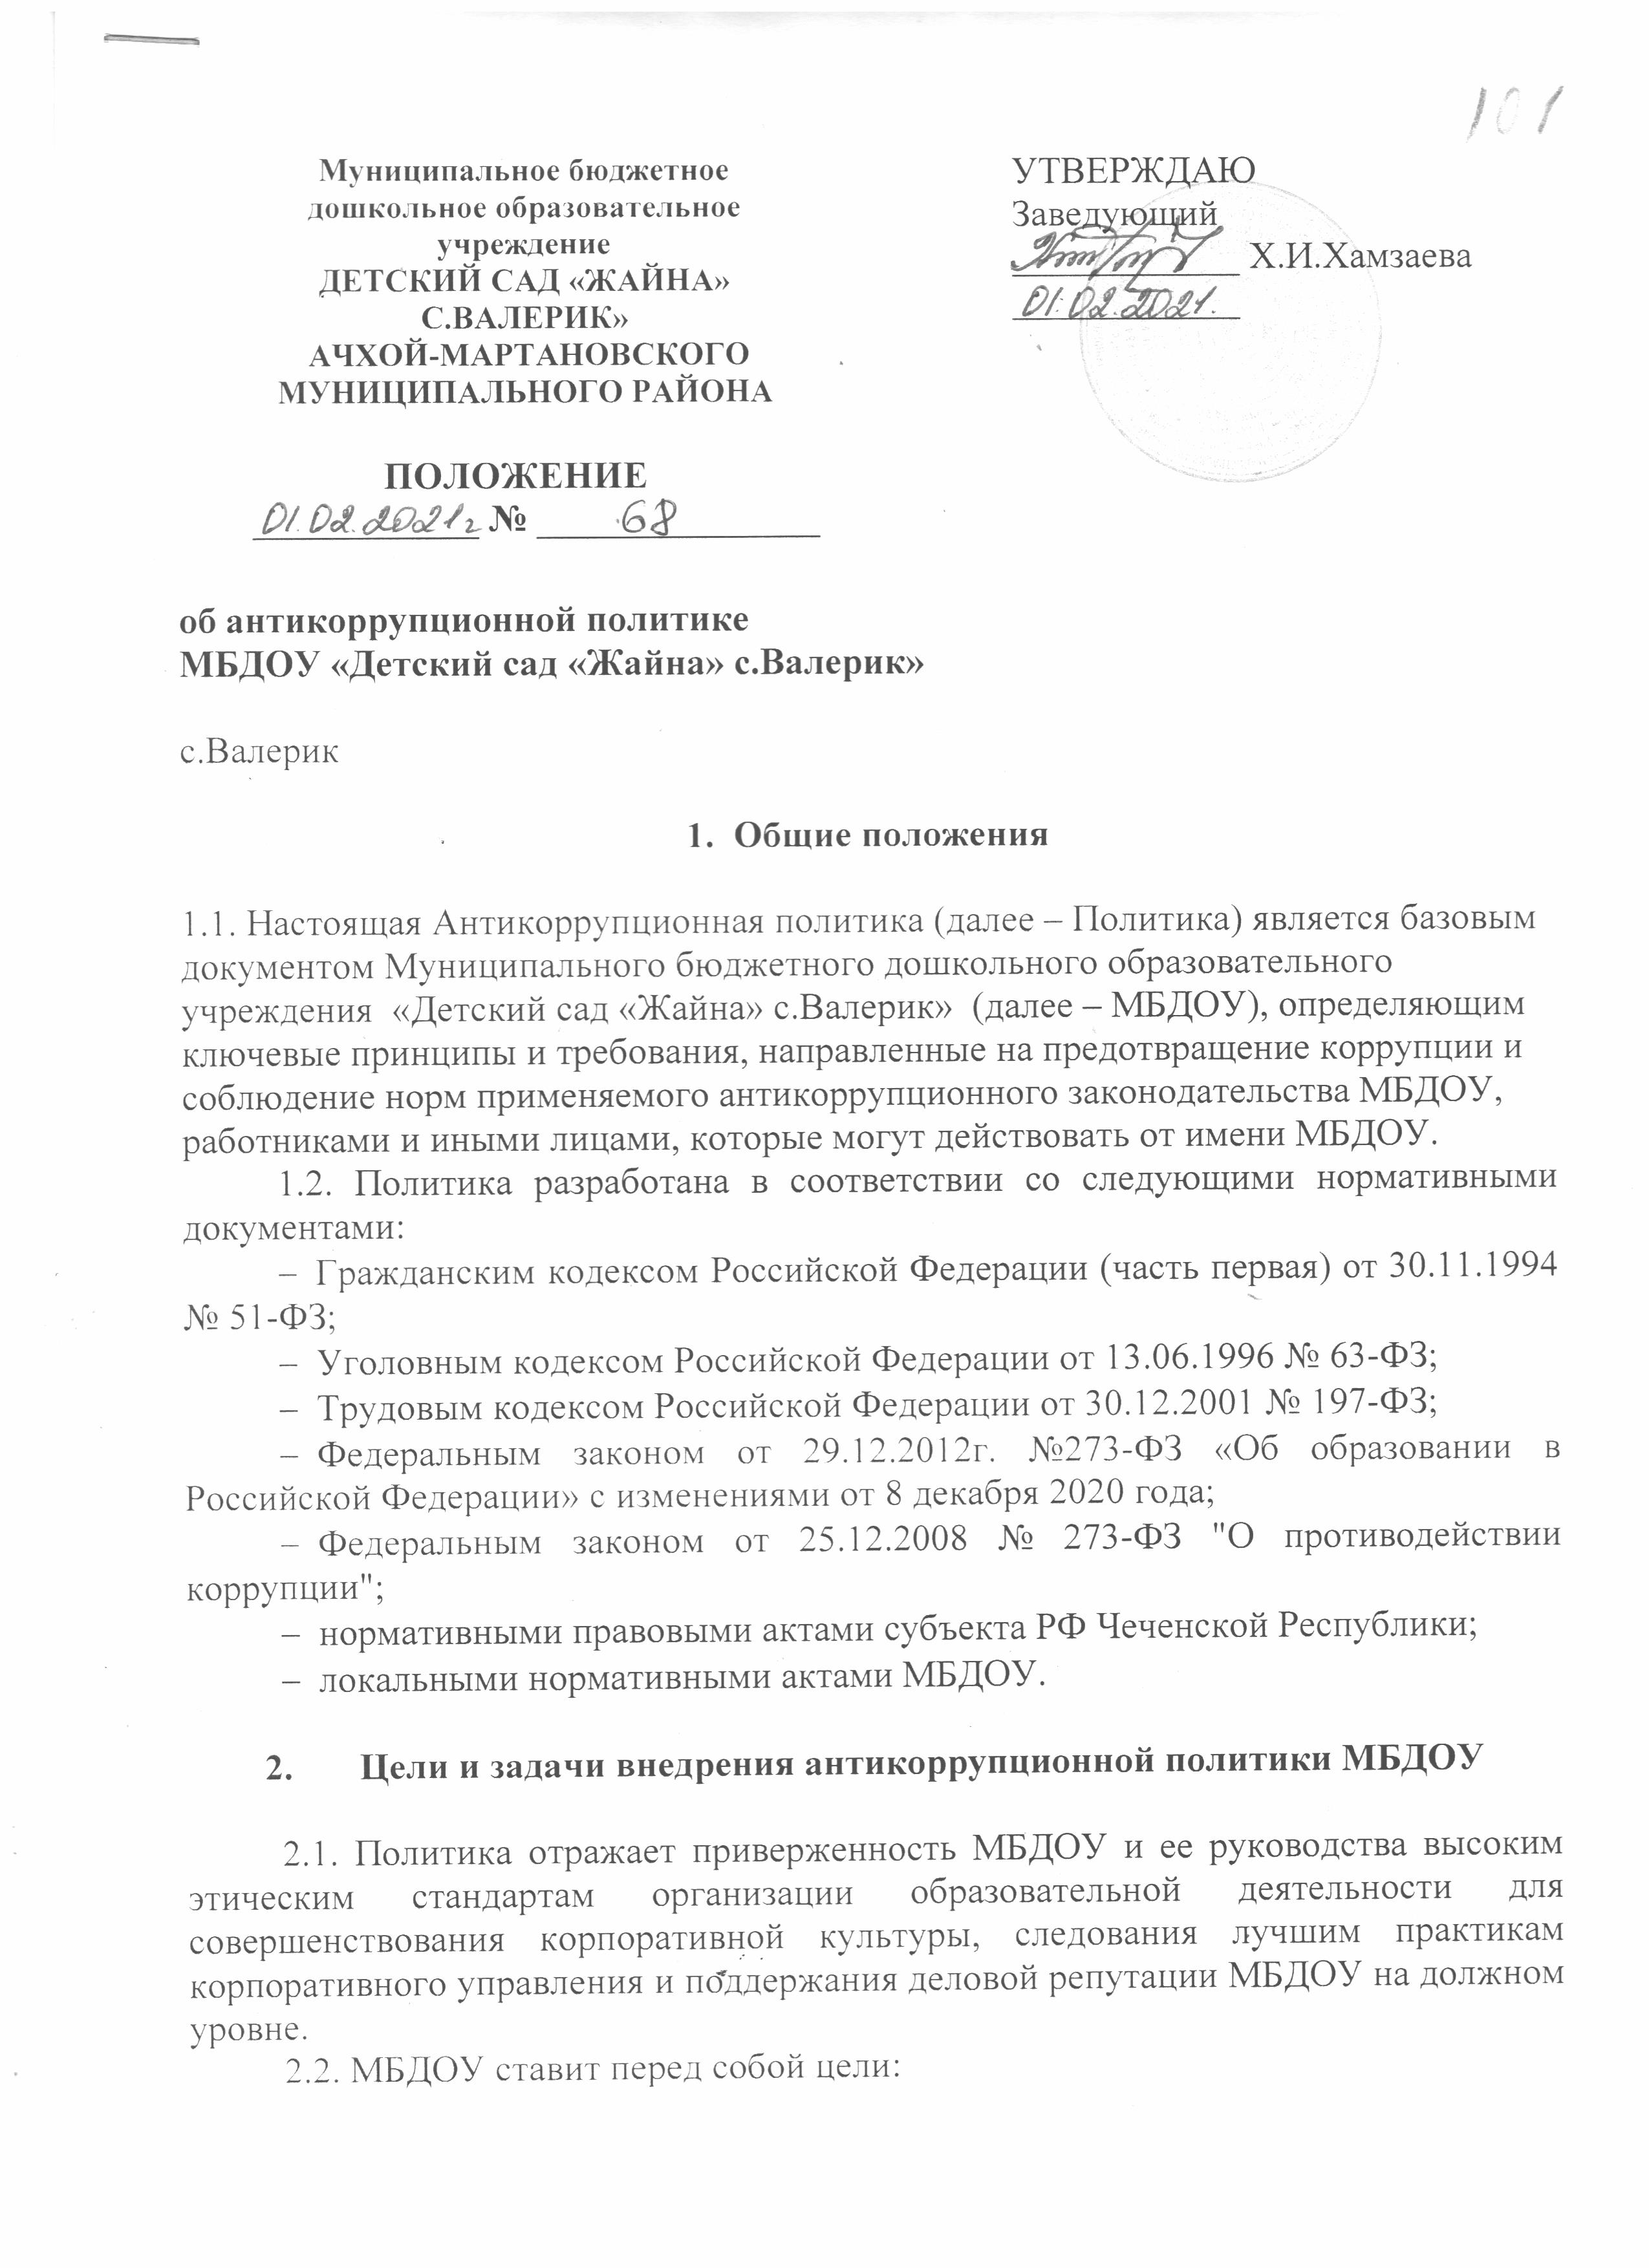 101
Муниципальное бюджетное
дошкольное образовательное
учреждение
ДЕТСКИЙ САД «ЖАЙНА»
С.ВАЛЕРИК»
АЧХОЙ-МАРТАНОВСКОГО
МУНИЦИПАЛЬНОГО РАЙОНА
ПОЛОЖЕНИЕ
01.02.2021г № 68
УТВЕРЖДАЮ
Заведующий
Х.И.Хамзаева
01.02.2021.
об антикоррупционной политике
МБДОУ «Детский сад «Жайна» с.Валерик»
с.Валерик
1. Общие положения
1.1. Настоящая Антикоррупционная политика (далее – Политика) является базовым
документом Муниципального бюджетного дошкольного образовательного
учреждения «Детский сад «Жайна» с.Валерик» (далее – МБДОУ), определяющим
ключевые принципы и требования, направленные на предотвращение коррупции и
соблюдение норм применяемого антикоррупционного законодательства МБДОУ,
работниками и иными лицами, которые могут действовать от имени МБДОУ.
1.2. Политика разработана в соответствии со следующими нормативными
документами:
– Гражданским кодексом Российской Федерации (часть первая) от 30.11.1994
№ 51-ФЗ;
– Уголовным кодексом Российской Федерации от 13.06.1996 № 63-ФЗ;
– Трудовым кодексом Российской Федерации от 30.12.2001 № 197-ФЗ;
– Федеральным законом от 29.12.2012г. №273-ФЗ «Об образовании в
Российской Федерации» с изменениями от 8 декабря 2020 года;
– Федеральным законом от 25.12.2008 № 273-ФЗ "О противодействии
коррупции";
– нормативными правовыми актами субъекта РФ Чеченской Республики;
– локальными нормативными актами МБДОУ.
2. Цели и задачи внедрения антикоррупционной политики МБДОУ
2.1. Политика отражает приверженность МБДОУ и ее руководства высоким
этическим стандартам организации образовательной деятельности для
совершенствования корпоративной культуры, следования лучшим практикам
корпоративного управления и поддержания деловой репутации МБДОУ на должном
уровне.
2.2. МБДОУ ставит перед собой цели: